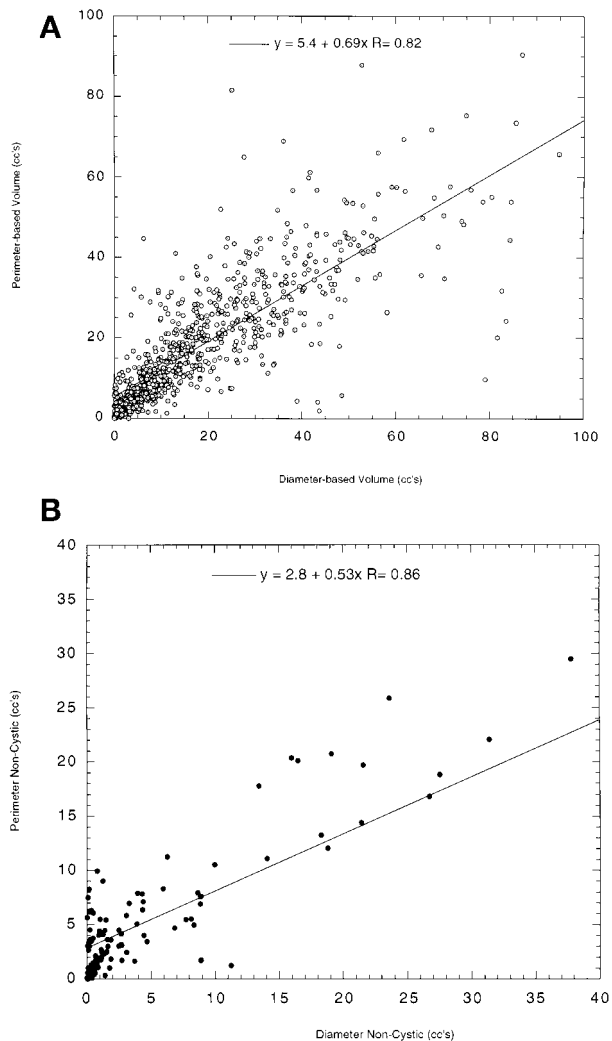 A
y = 5.4 + 0.69x R= 0.82
100
80
60
40
20
0
Perimeter-based Volume (cc's)
0 20 40 60 80 100
Diameter-based Volume (cc's)
B
y = 2.8 + 0.53x R= 0.86
40
35
30
25
20
15
10
5
0
Perimeter Non-Cystic (cc's)
0 5 10 15 20 25 30 35 40
Diameter Non-Cystic (cc's)